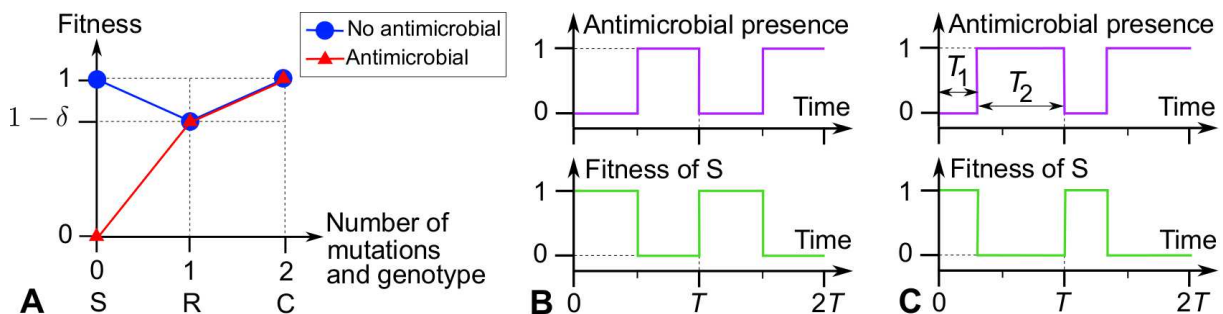 Fitness
No antimicrobial
Antimicrobial
1
1 − δ
0
0 1 2
S R C
Number of
mutations
and genotype
A
Antimicrobial presence
1
0
Time
Fitness of S
1
0
Time
0 T 2T
B
Antimicrobial presence
1
T1
T2
0
Time
Fitness of S
1
0
Time
0 T 2T
C